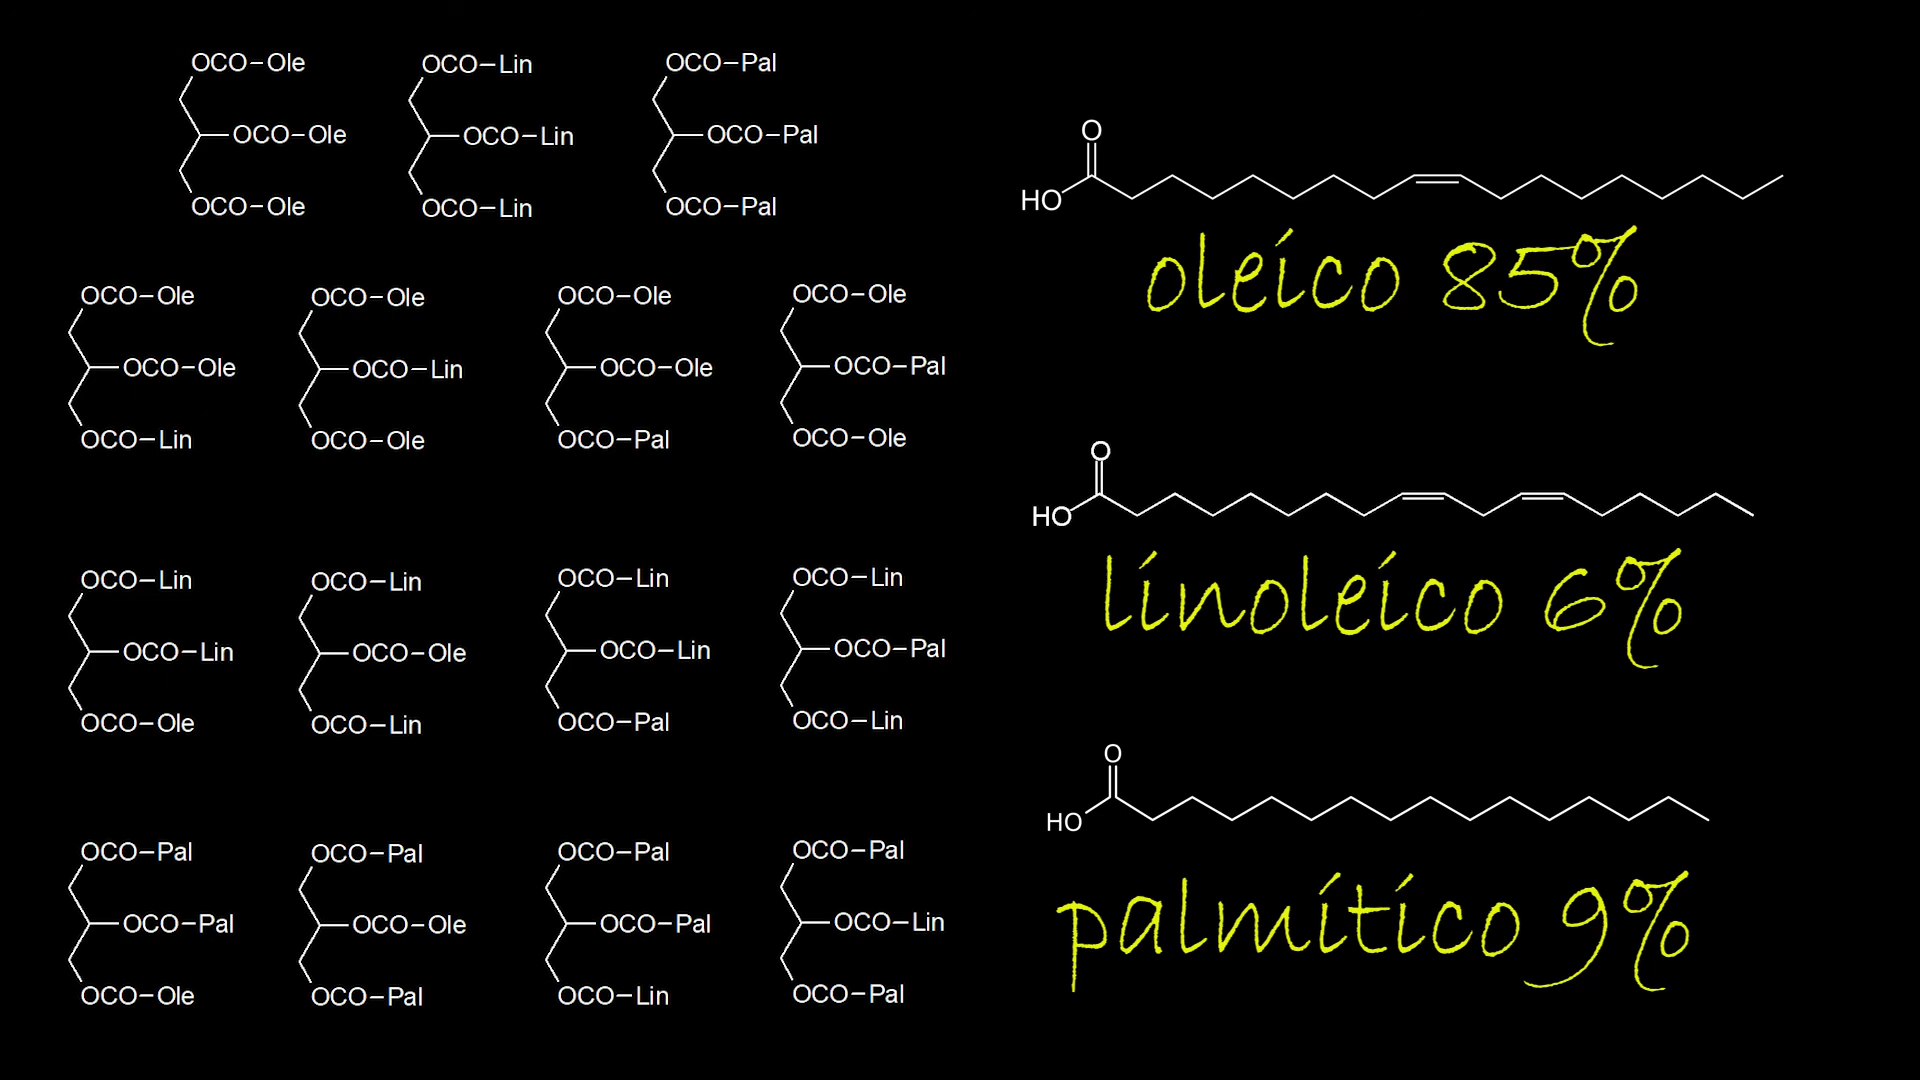 OCO–Ole OCO–Lin OCO–Pal
OCO–Ole OCO–Lin OCO–Pal
OCO–Ole OCO–Lin OCO–Pal
OCO–Ole OCO–Ole OCO–Ole OCO–Ole
OCO–Ole OCO–Lin OCO–Ole OCO–Pal
OCO–Lin OCO–Ole OCO–Pal OCO–Ole
OCO–Lin OCO–Lin OCO–Lin OCO–Lin
OCO–Lin OCO–Ole OCO–Lin OCO–Pal
OCO–Ole OCO–Lin OCO–Pal OCO–Lin
OCO–Pal OCO–Pal OCO–Pal OCO–Pal
OCO–Pal OCO–Ole OCO–Pal OCO–Lin
OCO–Ole OCO–Pal OCO–Lin OCO–Pal
O
HO
oleíco 85%
O
HO
línoleíco 6%
O
HO
palmítíco 9%